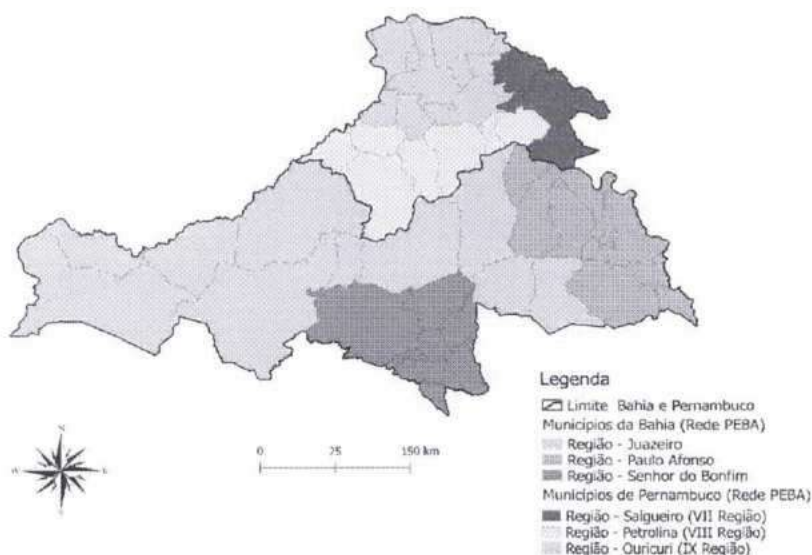 N
W
E
S
0 75 150 km
Legenda
Limite Bahia e Pernambuco
Municípios da Bahia (Rede PEBA)
Região - Juazeiro
Região - Paulo Afonso
Região - Senhor do Bonfim
Municípios de Pernambuco (Rede PEBA)
Região - Salgueiro (VII Região)
Região - Petrolina (VIII Região)
Região - Ouricuri (IX Região)